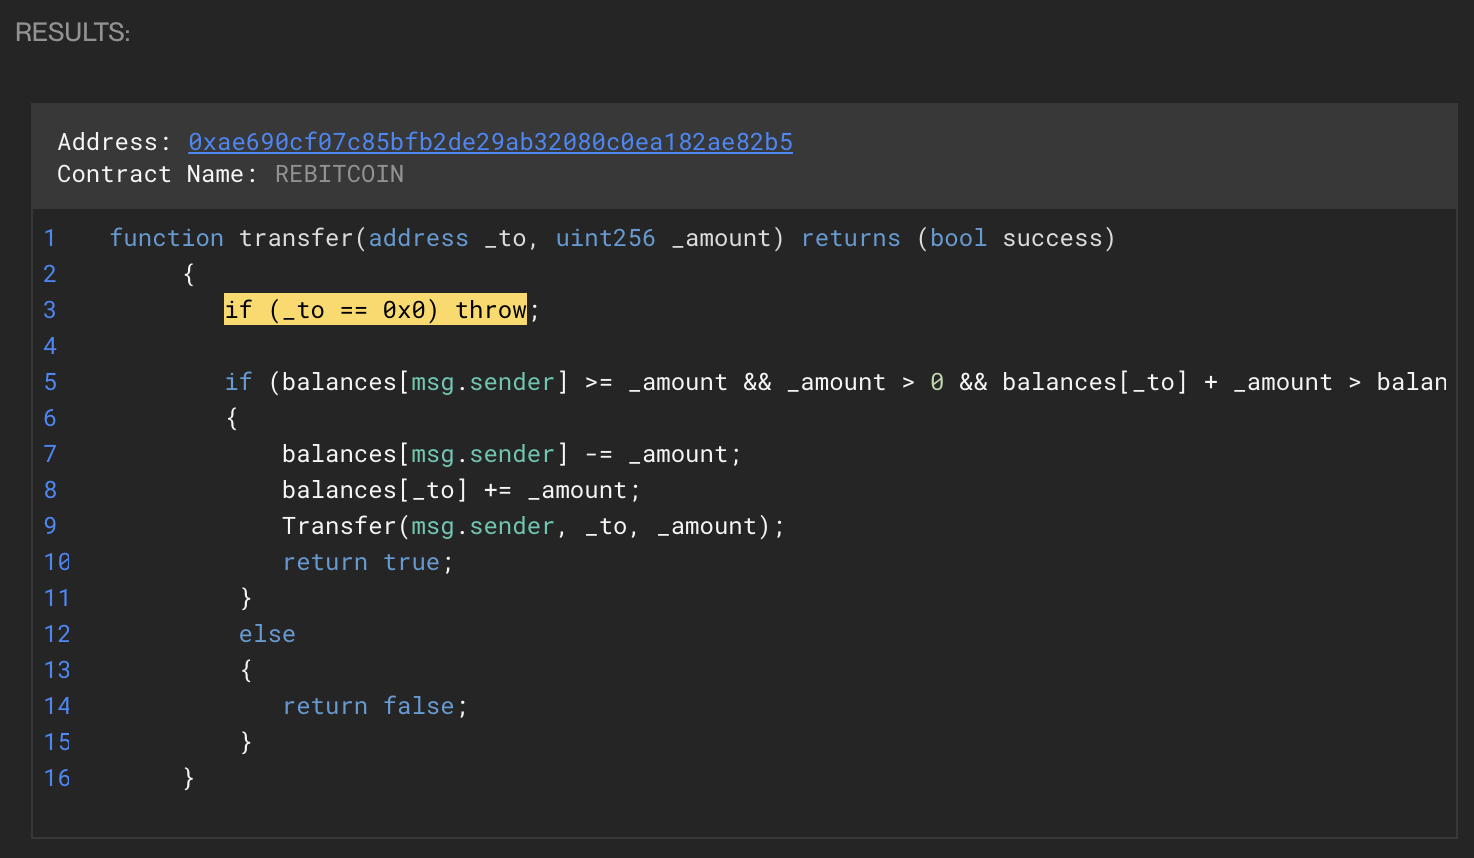 RESULTS:
Address: 0xae690cf07c85bfb2de29ab32080c0ea182ae82b5
Contract Name: REBITCOIN
1 function transfer(address _to, uint256 _amount) returns (bool success)
2 {
3 if (_to == 0x0) throw;
4
5 if (balances[msg.sender] >= _amount && _amount > 0 && balances[_to] + _amount > balan
6 {
7 balances[msg.sender] -= _amount;
8 balances[_to] += _amount;
9 Transfer(msg.sender, _to, _amount);
10 return true;
11 }
12 else
13 {
14 return false;
15 }
16 }